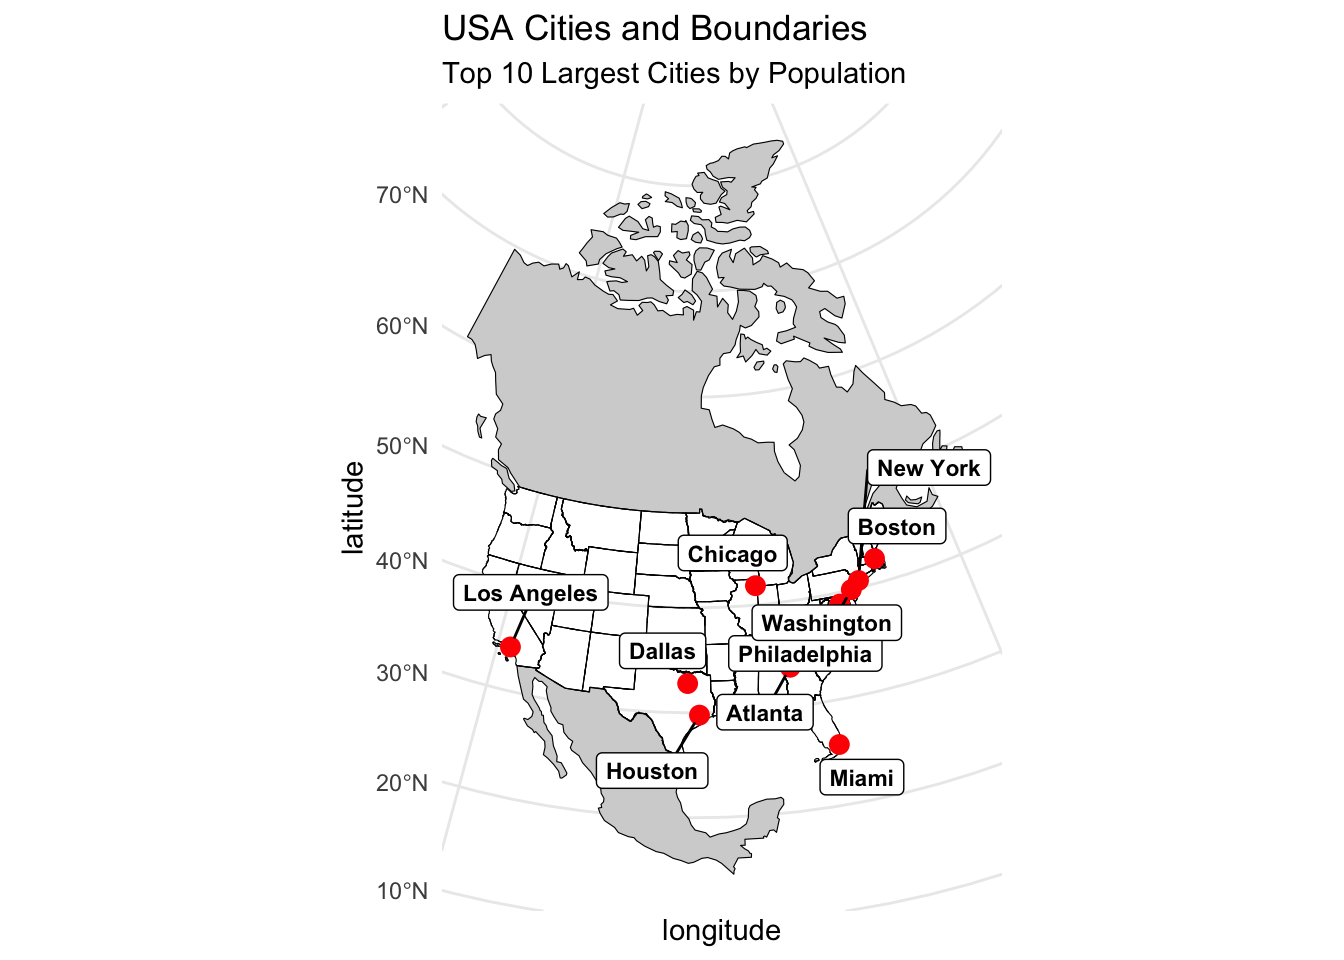 USA Cities and Boundaries
Top 10 Largest Cities by Population
70°N
60°N
50°N
40°N
30°N
20°N
10°N
latitude
New York
Boston
Chicago
Los Angeles
Washington
Dallas
Philadelphia
Atlanta
Houston
Miami
longitude